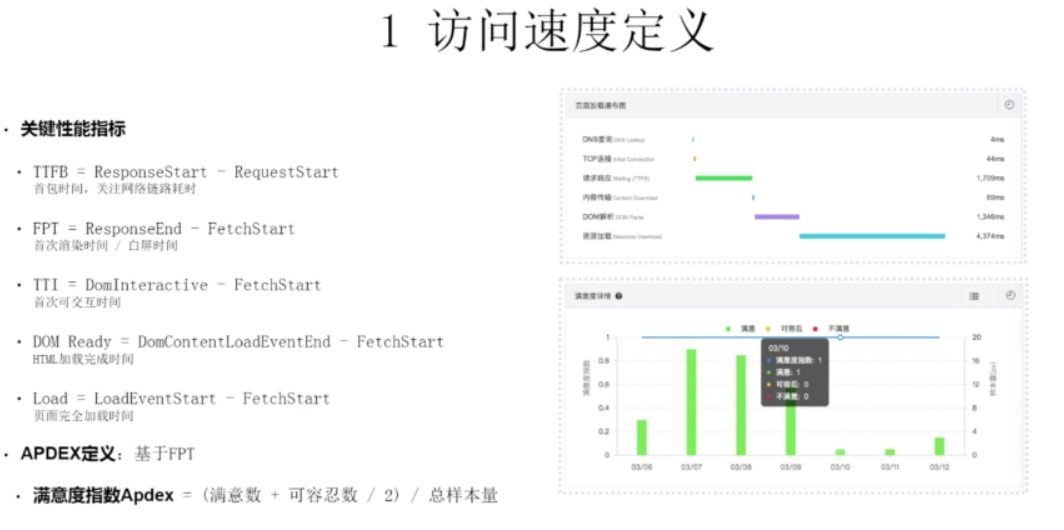 1 访问速度定义
• 关键性能指标
• TTFB = ResponseStart - RequestStart
首包时间，关注网络链路耗时
• FPT = ResponseEnd - FetchStart
首次渲染时间 / 白屏时间
• TTI = DomInteractive - FetchStart
首次可交互时间
• DOM Ready = DomContentLoadEventEnd - FetchStart
HTML加载完成时间
• Load = LoadEventStart - FetchStart
页面完全加载时间
• APDEX定义：基于FPT
• 满意度指数Apdex = (满意数 + 可容忍数 / 2) / 总样本量
页面加载瀑布图
DNS查询 DNS Lookup 4ms
TCP连接 Initial Connection 44ms
请求响应 Waiting (TTFB) 1,709ms
内容传输 Content Download 69ms
DOM解析 DOM Parse 1,346ms
资源加载 Resource Download 4,374ms
满意度详情
满意 可容忍 不满意
满意度指数
1
0.8
0.6
0.4
0.2
0
03/10
满意度指数: 1
满意: 1
可容忍: 0
不满意: 0
20
16
12
8
4
0
样本量(pv)
03/06 03/07 03/08 03/09 03/10 03/11 03/12